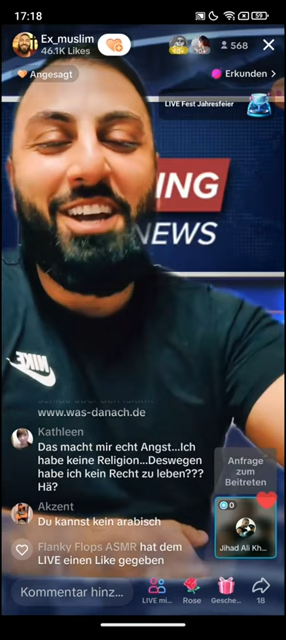 17:18
59
Ex_muslim
46.1K Likes
568
Angesagt
Erkunden >
LIVE Fest Jahresfeier
ING
NEWS
NIKE
www.was-danach.de
Kathleen
Das macht mir echt Angst...Ich
habe keine Religion...Deswegen
habe ich kein Recht zu leben???
Hä?
Akzent
Du kannst kein arabisch
Flanky Flops ASMR hat dem
LIVE einen Like gegeben
Anfrage
zum
Beitreten
0
Jihad Ali Kh...
Kommentar hinz...
LIVE mi...
Rose
Gesche...
18